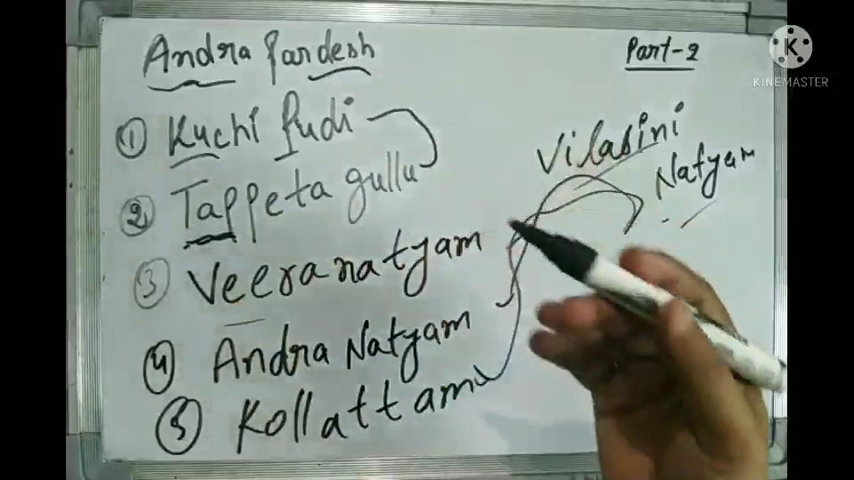 Andra Pardesh
Part-2
K
KINEMASTER
① Kuchi Pudi
② Tappeta gullu
③ Veeranatyam
④ Andra Natyam
⑤ Kollattam
Vilasini
Natyam